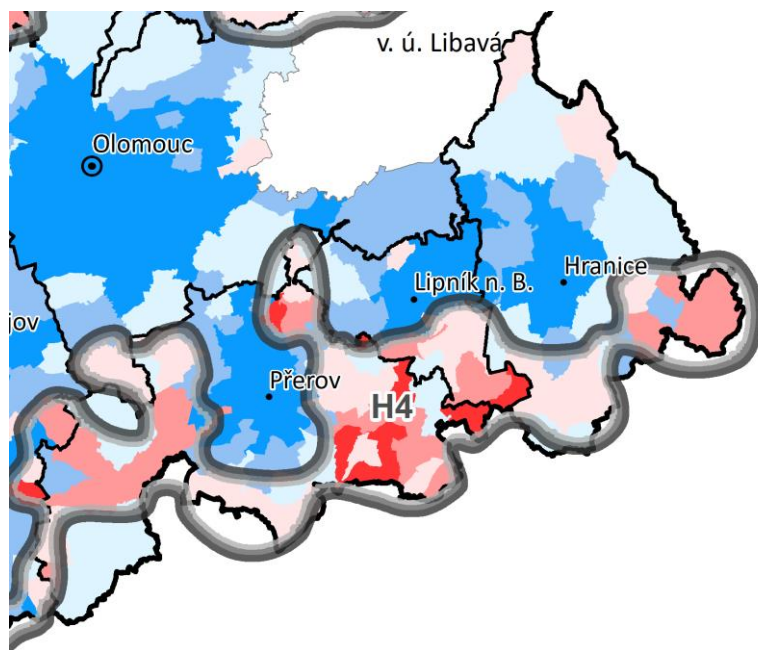 v. ú. Libavá
Olomouc
Hranice
Lipník n. B.
jov
Přerov
H4